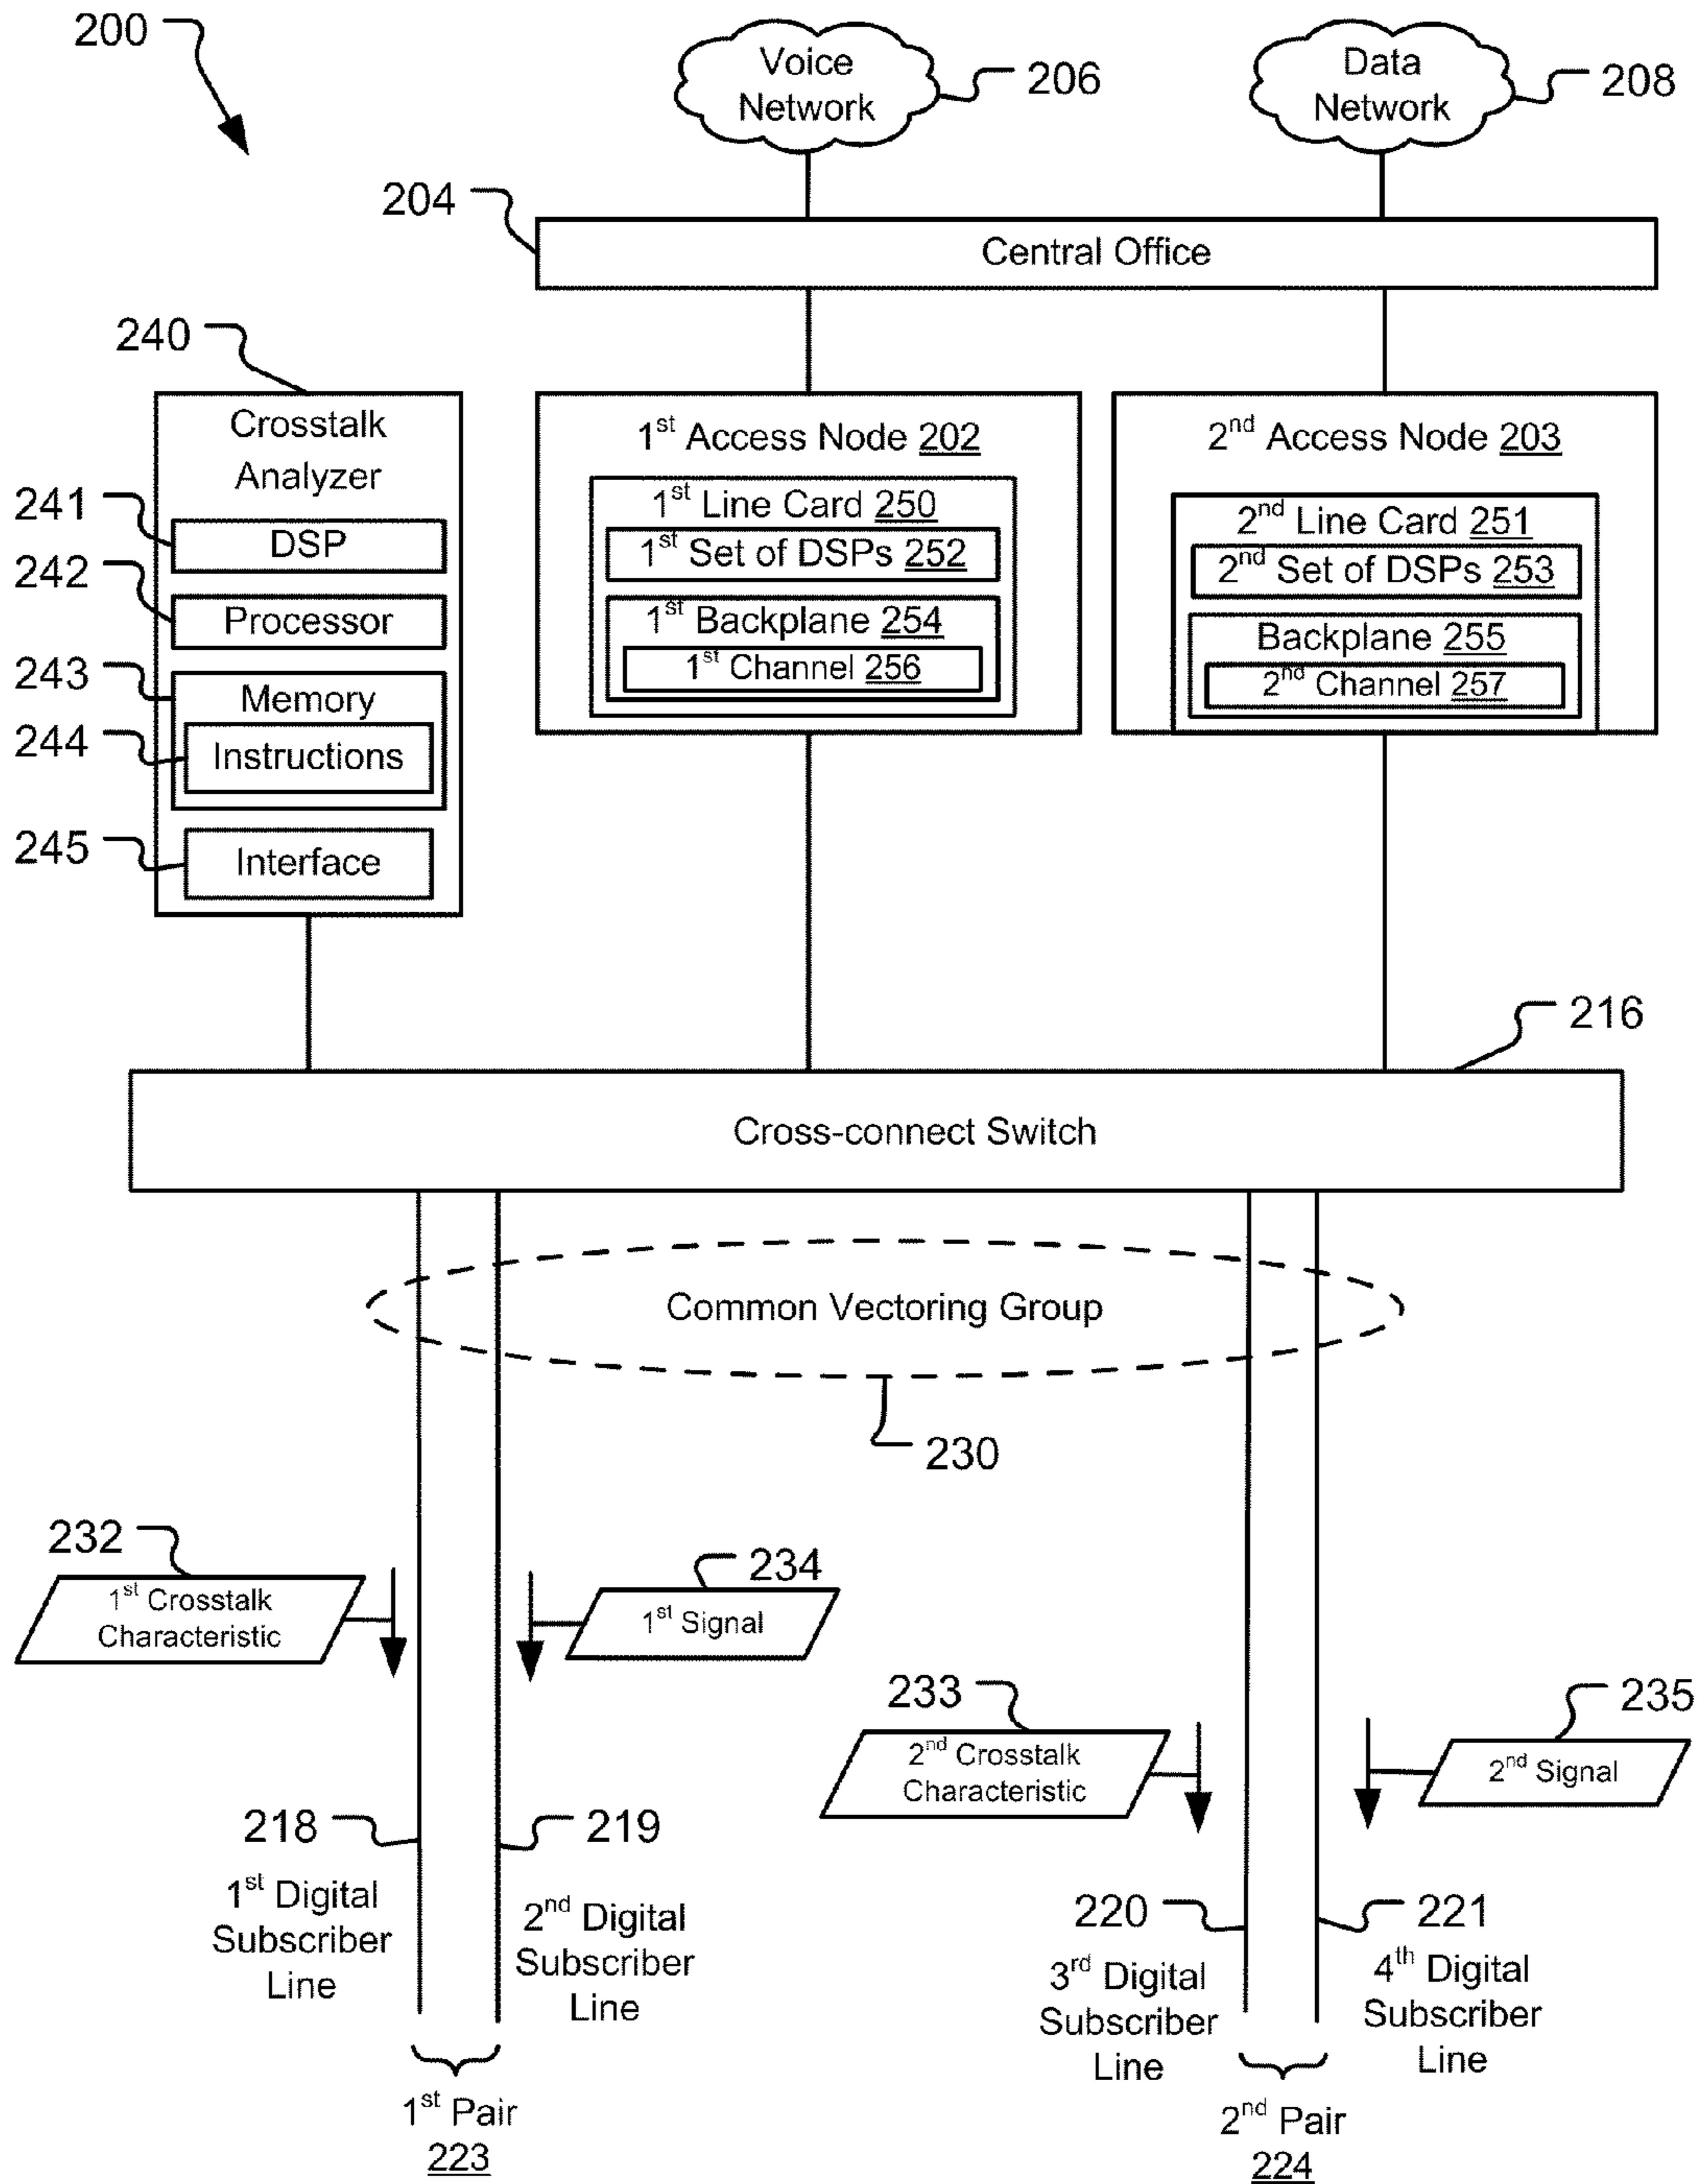 200
Voice
Network
206
Data
Network
208
204
Central Office
240
Crosstalk
Analyzer
241
DSP
242
Processor
243
Memory
244
Instructions
245
Interface
1st Access Node 202
1st Line Card 250
1st Set of DSPs 252
1st Backplane 254
1st Channel 256
2nd Access Node 203
2nd Line Card 251
2nd Set of DSPs 253
Backplane 255
2nd Channel 257
216
Cross-connect Switch
Common Vectoring Group
230
232
1st Crosstalk
Characteristic
234
1st Signal
233
2nd Crosstalk
Characteristic
235
2nd Signal
218
1st Digital
Subscriber
Line
219
2nd Digital
Subscriber
Line
220
3rd Digital
Subscriber
Line
221
4th Digital
Subscriber
Line
1st Pair
223
2nd Pair
224